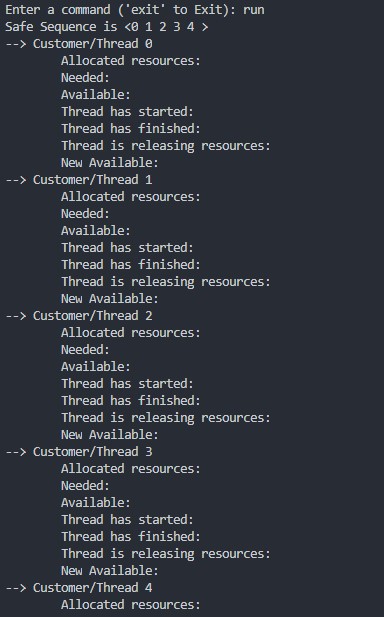 Enter a command ('exit' to Exit): run
Safe Sequence is <0 1 2 3 4 >
--> Customer/Thread 0
Allocated resources:
Needed:
Available:
Thread has started:
Thread has finished:
Thread is releasing resources:
New Available:
--> Customer/Thread 1
Allocated resources:
Needed:
Available:
Thread has started:
Thread has finished:
Thread is releasing resources:
New Available:
--> Customer/Thread 2
Allocated resources:
Needed:
Available:
Thread has started:
Thread has finished:
Thread is releasing resources:
New Available:
--> Customer/Thread 3
Allocated resources:
Needed:
Available:
Thread has started:
Thread has finished:
Thread is releasing resources:
New Available:
--> Customer/Thread 4
Allocated resources: